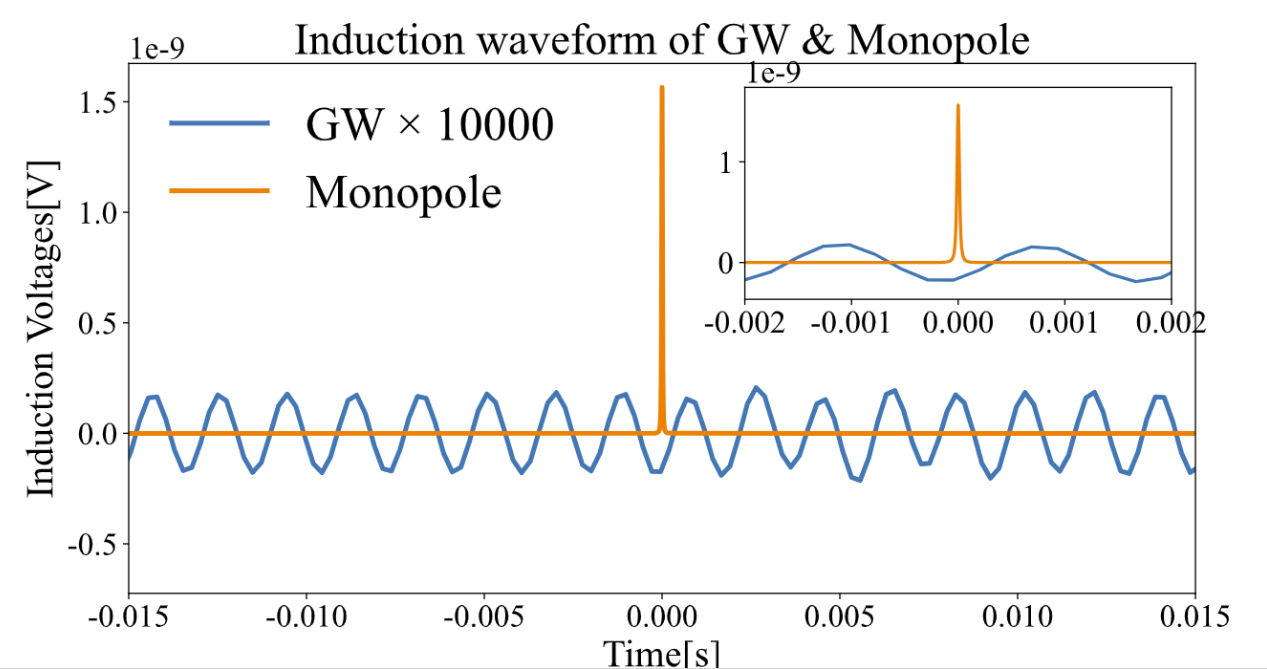 Induction waveform of GW & Monopole
1e-9
1e-9
GW × 10000
Monopole
1
0
-0.002 -0.001 0.000 0.001 0.002
Induction Voltages[V]
1.5
1.0
0.5
0.0
-0.5
-0.015 -0.010 -0.005 0.000 0.005 0.010 0.015
Time[s]